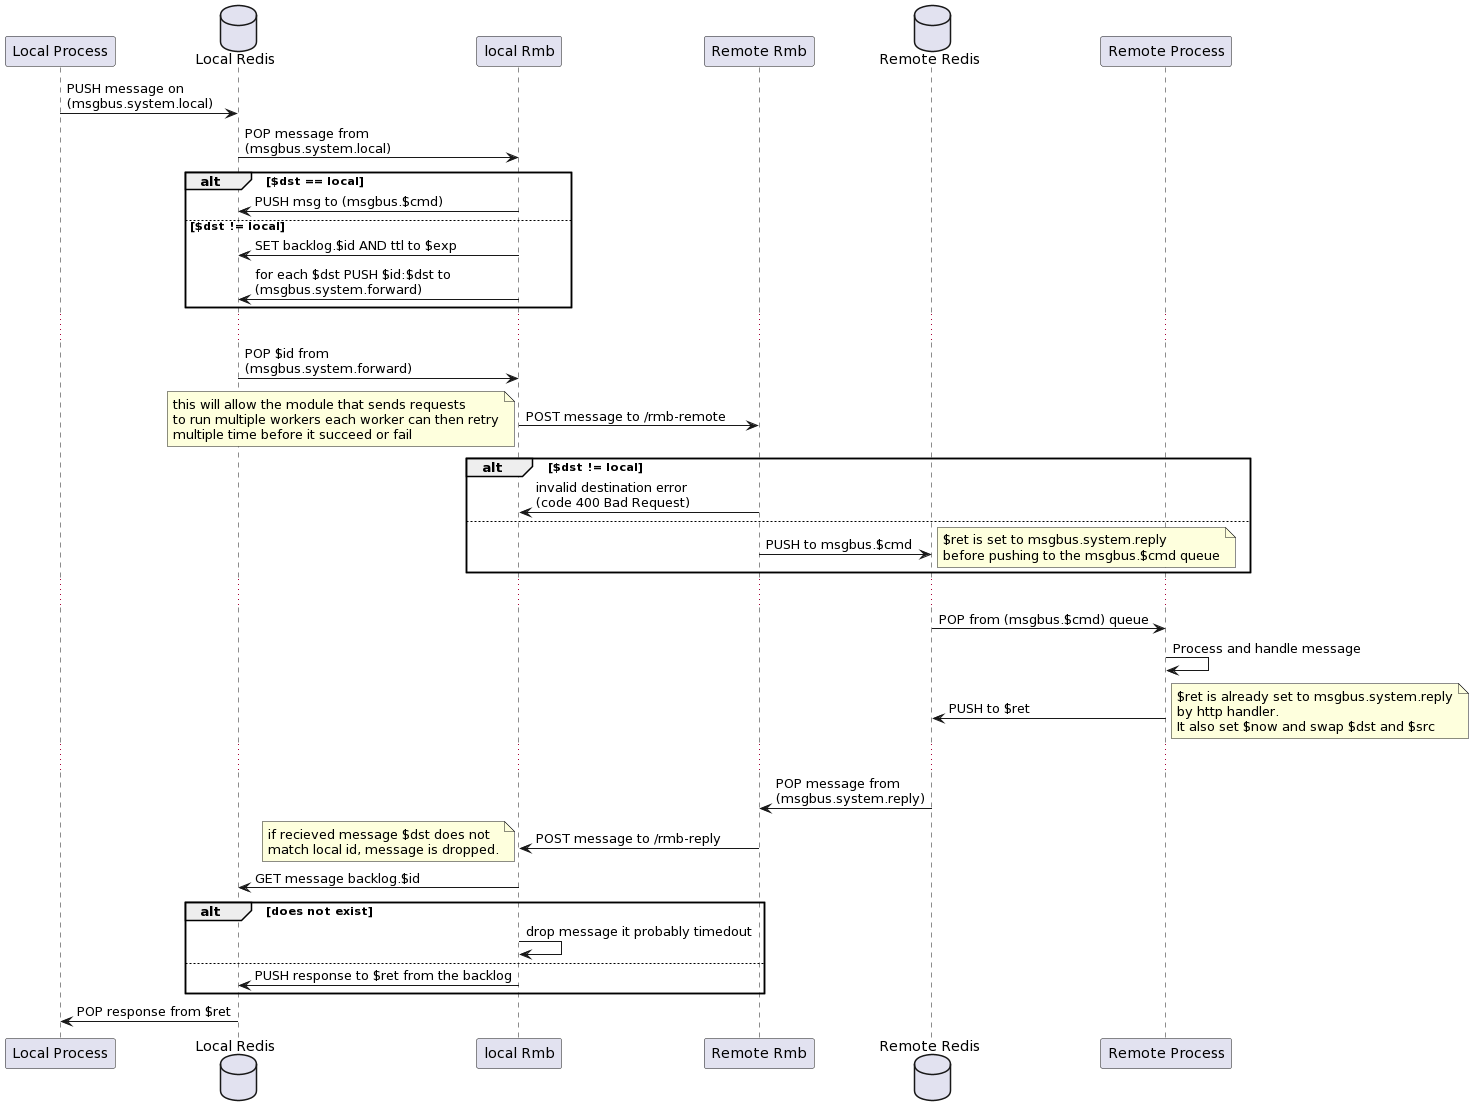 Local Process
Local Redis
local Rmb
Remote Rmb
Remote Redis
Remote Process
PUSH message on
(msgbus.system.local)
POP message from
(msgbus.system.local)
alt [$dst == local]
PUSH msg to (msgbus.$cmd)
[$dst != local]
SET backlog.$id AND ttl to $exp
for each $dst PUSH $id:$dst to
(msgbus.system.forward)
POP $id from
(msgbus.system.forward)
this will allow the module that sends requests
to run multiple workers each worker can then retry
multiple time before it succeed or fail
POST message to /rmb-remote
alt [$dst != local]
invalid destination error
(code 400 Bad Request)
PUSH to msgbus.$cmd
$ret is set to msgbus.system.reply
before pushing to the msgbus.$cmd queue
POP from (msgbus.$cmd) queue
Process and handle message
PUSH to $ret
$ret is already set to msgbus.system.reply
by http handler.
It also set $now and swap $dst and $src
POP message from
(msgbus.system.reply)
if recieved message $dst does not
match local id, message is dropped.
POST message to /rmb-reply
GET message backlog.$id
alt [does not exist]
drop message it probably timedout
PUSH response to $ret from the backlog
POP response from $ret
Local Process
Local Redis
local Rmb
Remote Rmb
Remote Redis
Remote Process